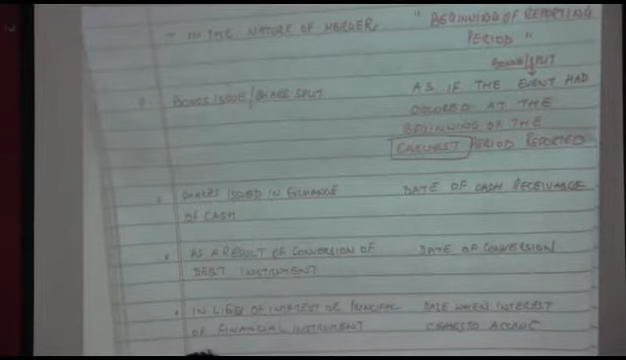 - IN THE NATURE OF MERGER "BEGINNING OF REPORTING
PERIOD"
BONUS/SPLIT
BONUS ISSUE/SHARE SPLIT AS IF THE EVENT HAD
OCCURED AT THE
BEGINNING OF THE
EARLIEST PERIOD REPORTED
SHARES ISSUED IN EXCHANGE DATE OF CASH RECEIVABLE
OF CASH
AS A RESULT OF CONVERSION OF DATE OF CONVERSION
DEBT INSTRUMENT
IN LIEU OF INTEREST OR PRINCIPAL DATE WHEN INTEREST
OF FINANCIAL INSTRUMENT CEASES TO ACCRUE